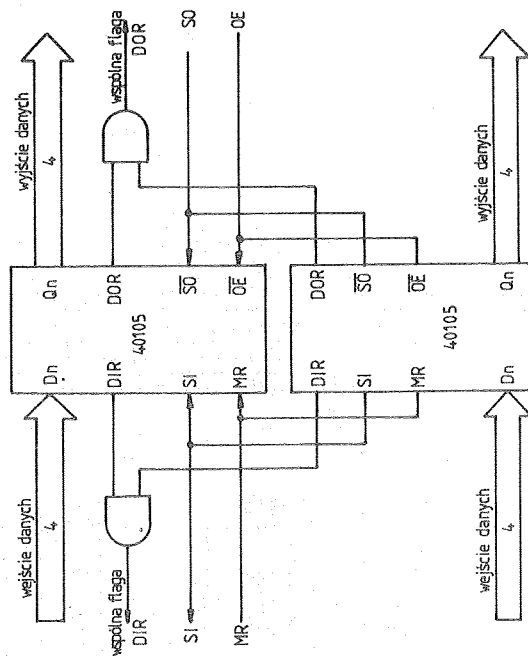 wejście danych
4
Dn
40105
Qn
wyjście danych
4
wspólna flaga
DIR
DIR
DOR
wspólna flaga
DOR
SI
SI
SO
SO
MR
MR
OE
OE
DIR
DOR
SI
40105
SO
MR
OE
wejście danych
4
Dn
Qn
wyjście danych
4